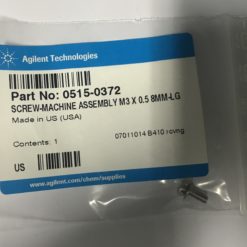 Agilent Technologies
Part No: 0515-0372
SCREW-MACHINE ASSEMBLY M3 X 0.5 8MM-LG
Made in US (USA)
07011014 B410 rovng
Contents: 1
US
www.agilent.com/chem/supplies